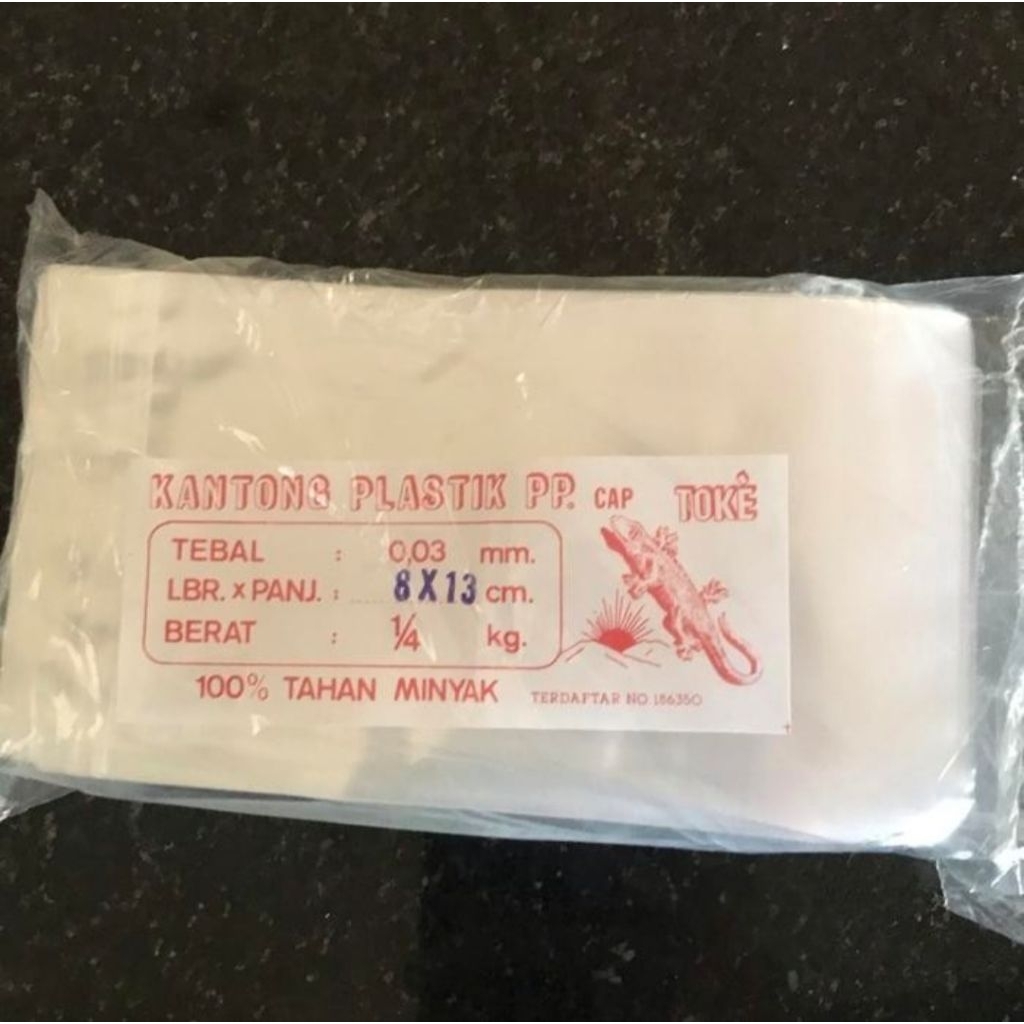 KANTONG PLASTIK PP. CAP TOKÊ
TEBAL : 0,03 mm.
LBR. x PANJ. : 8 X 13 cm.
BERAT : ¼ kg.
100% TAHAN MINYAK TERDAFTAR NO. 186350